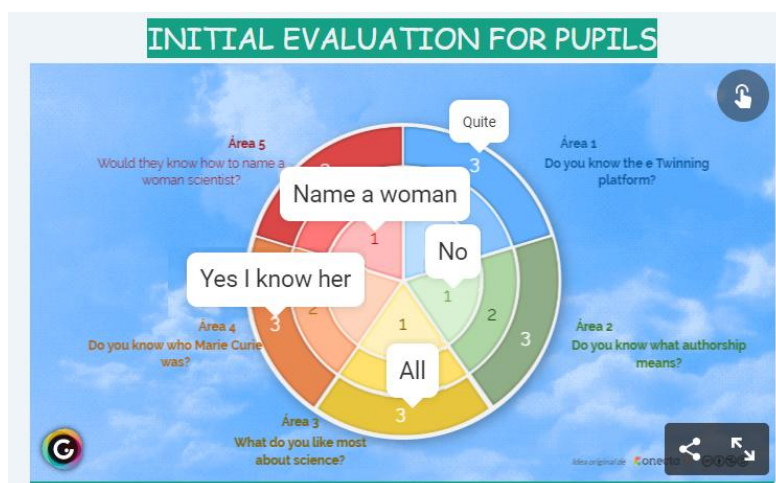 INITIAL EVALUATION FOR PUPILS
Quite
Área 5
Would they know how to name a
woman scientist?
Área 1
Do you know the e Twinning
platform?
3
Name a woman
1
No
1
Yes I know her
2
3
Área 4
Do you know who Marie Curie
was?
2
3
Área 2
Do you know what authorship
means?
1
All
3
Área 3
What do you like most
about science?
Idea original de